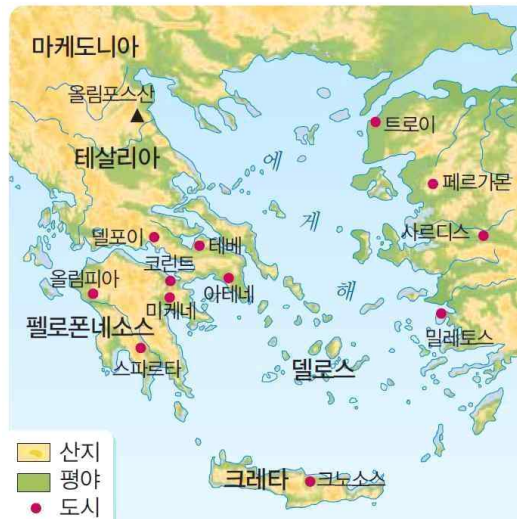 마케도니아
올림포스산
테살리아
트로이
에
게
해
페르가몬
델포이
테베
사르디스
코린트
올림피아
아테네
미케네
펠로폰네소스
밀레토스
스파르타
델로스
산지
평야
도시
크레타
크노소스